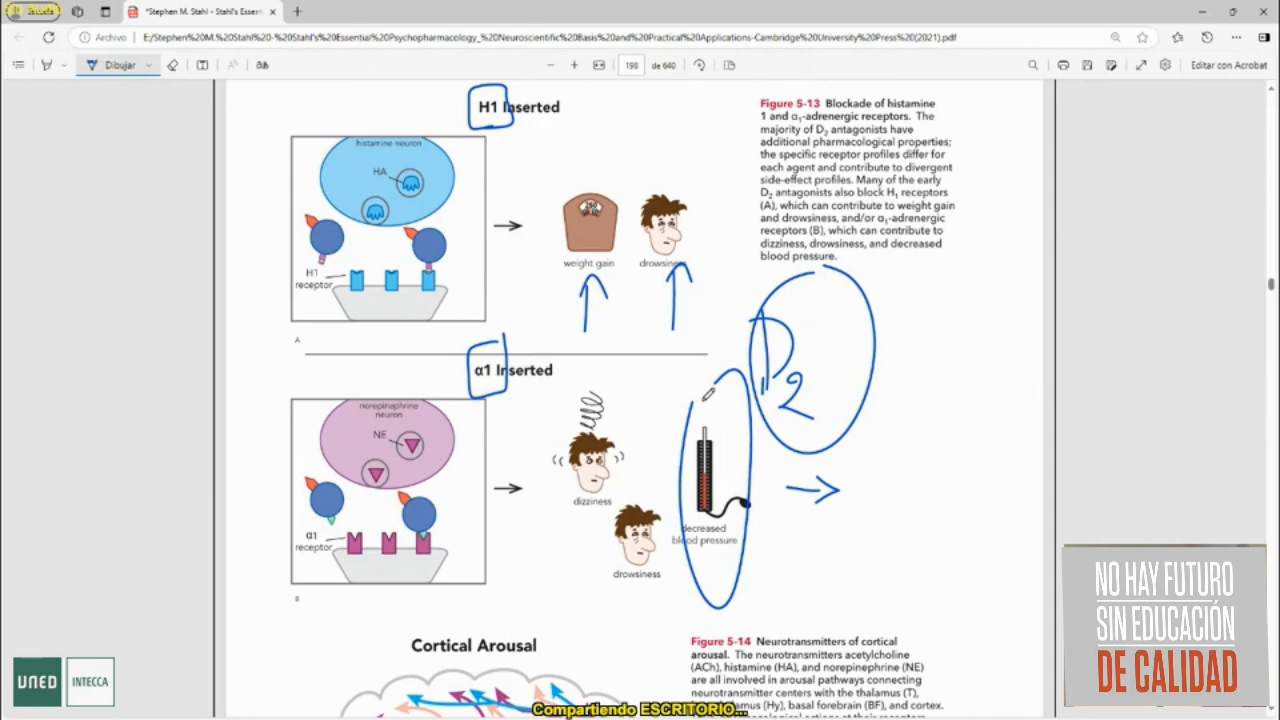 Escuela
*Stephen M. Stahl - Stahl's Essen
Archivo
E:/Stephen%20M.%20Stahl%20-%20Stahl's%20Essential%20Psychopharmacology_%20Neuroscientific%20Basis%20and%20Practical%20Applications-Cambridge%20University%20Press%20(2021).pdf
Dibujar
190 de 640
Editar con Acrobat
H1 Inserted
histamine neuron
HA
H1
receptor
weight gain
drowsiness
A
Figure 5-13 Blockade of histamine
1 and α1-adrenergic receptors. The
majority of D2 antagonists have
additional pharmacological properties;
the specific receptor profiles differ for
each agent and contribute to divergent
side-effect profiles. Many of the early
D2 antagonists also block H1 receptors
(A), which can contribute to weight gain
and drowsiness, and/or α1-adrenergic
receptors (B), which can contribute to
dizziness, drowsiness, and decreased
blood pressure.
D2
α1 Inserted
norepinephrine
neuron
NE
α1
receptor
dizziness
drowsiness
decreased
blood pressure
B
Cortical Arousal
Figure 5-14 Neurotransmitters of cortical
arousal. The neurotransmitters acetylcholine
(ACh), histamine (HA), and norepinephrine (NE)
are all involved in arousal pathways connecting
neurotransmitter centers with the thalamus (T),
(Hy), basal forebrain (BF), and cortex.
NO HAY FUTURO
SIN EDUCACIÓN
DE CALIDAD
UNED
INTECCA
Compartiendo ESCRITORIO...